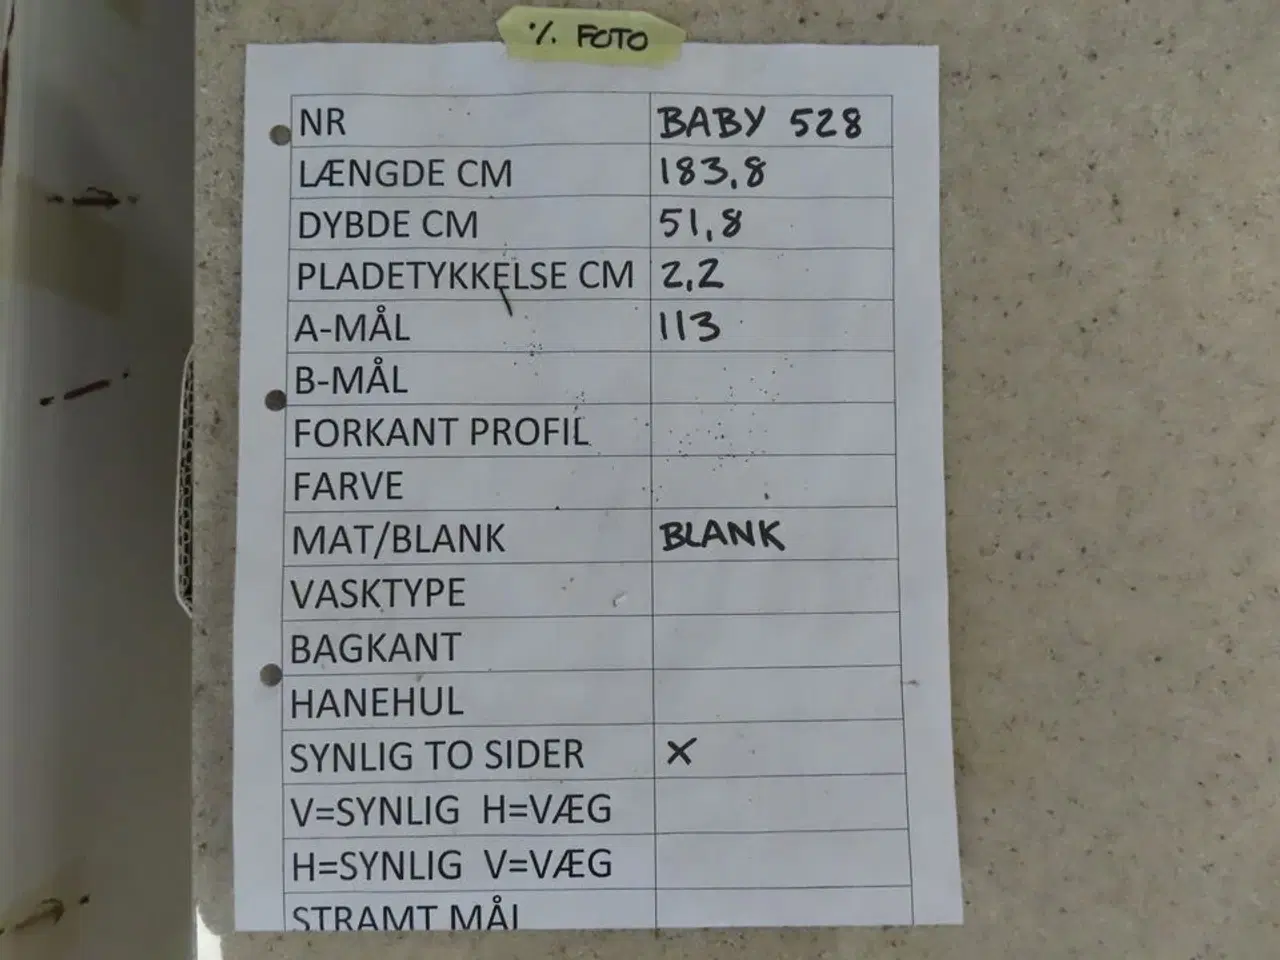 % FOTO
NR BABY 528
LÆNGDE CM 183,8
DYBDE CM 51,8
PLADETYKKELSE CM 2,2
A-MÅL 113
B-MÅL
FORKANT PROFIL
FARVE
MAT/BLANK BLANK
VASKTYPE
BAGKANT
HANEHUL
SYNLIG TO SIDER X
V=SYNLIG H=VÆG
H=SYNLIG V=VÆG
STRAMT MÅL